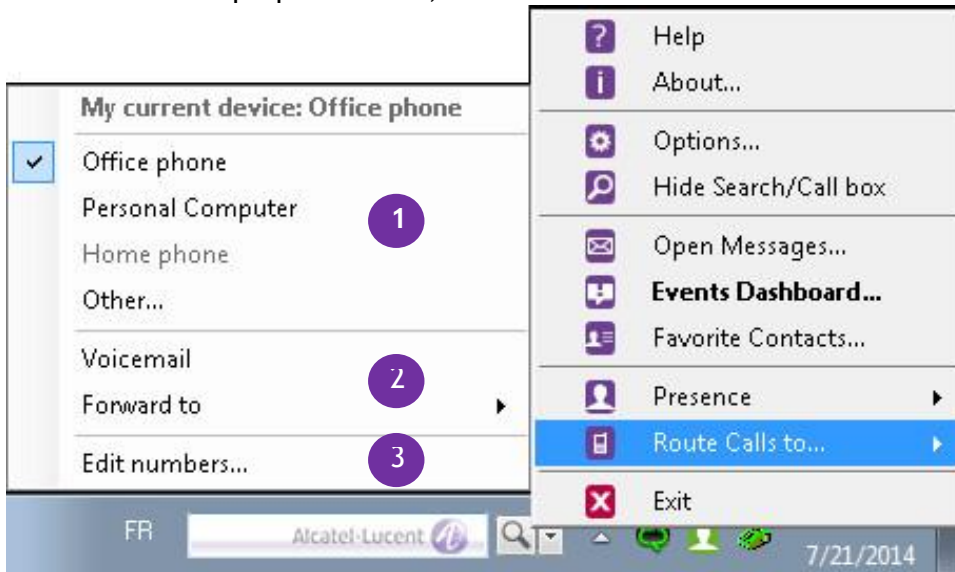 Help
About...
Options...
Hide Search/Call box
Open Messages...
Events Dashboard...
Favorite Contacts...
Presence
Route Calls to...
Exit
My current device: Office phone
Office phone
Personal Computer
1
Home phone
Other...
Voicemail
2
Forward to
Edit numbers...
3
FR
Alcatel-Lucent
7/21/2014